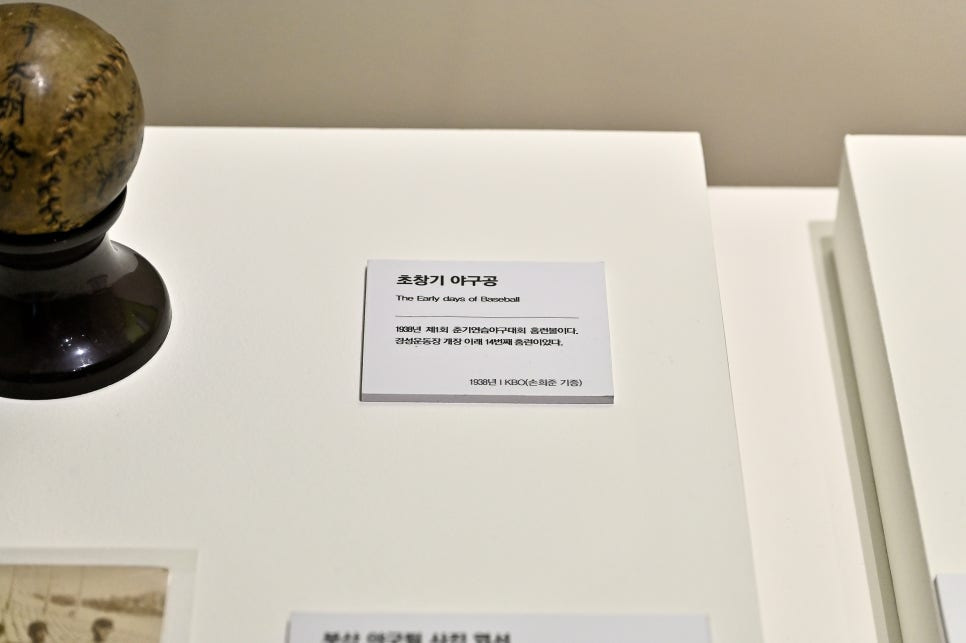 초창기 야구공
The Early days of Baseball
1938년 제1회 춘기연습야구대회 홈런볼이다.
경성운동장 개장 이래 14번째 홈런이었다.
1938년 | KBO(손희준 기증)